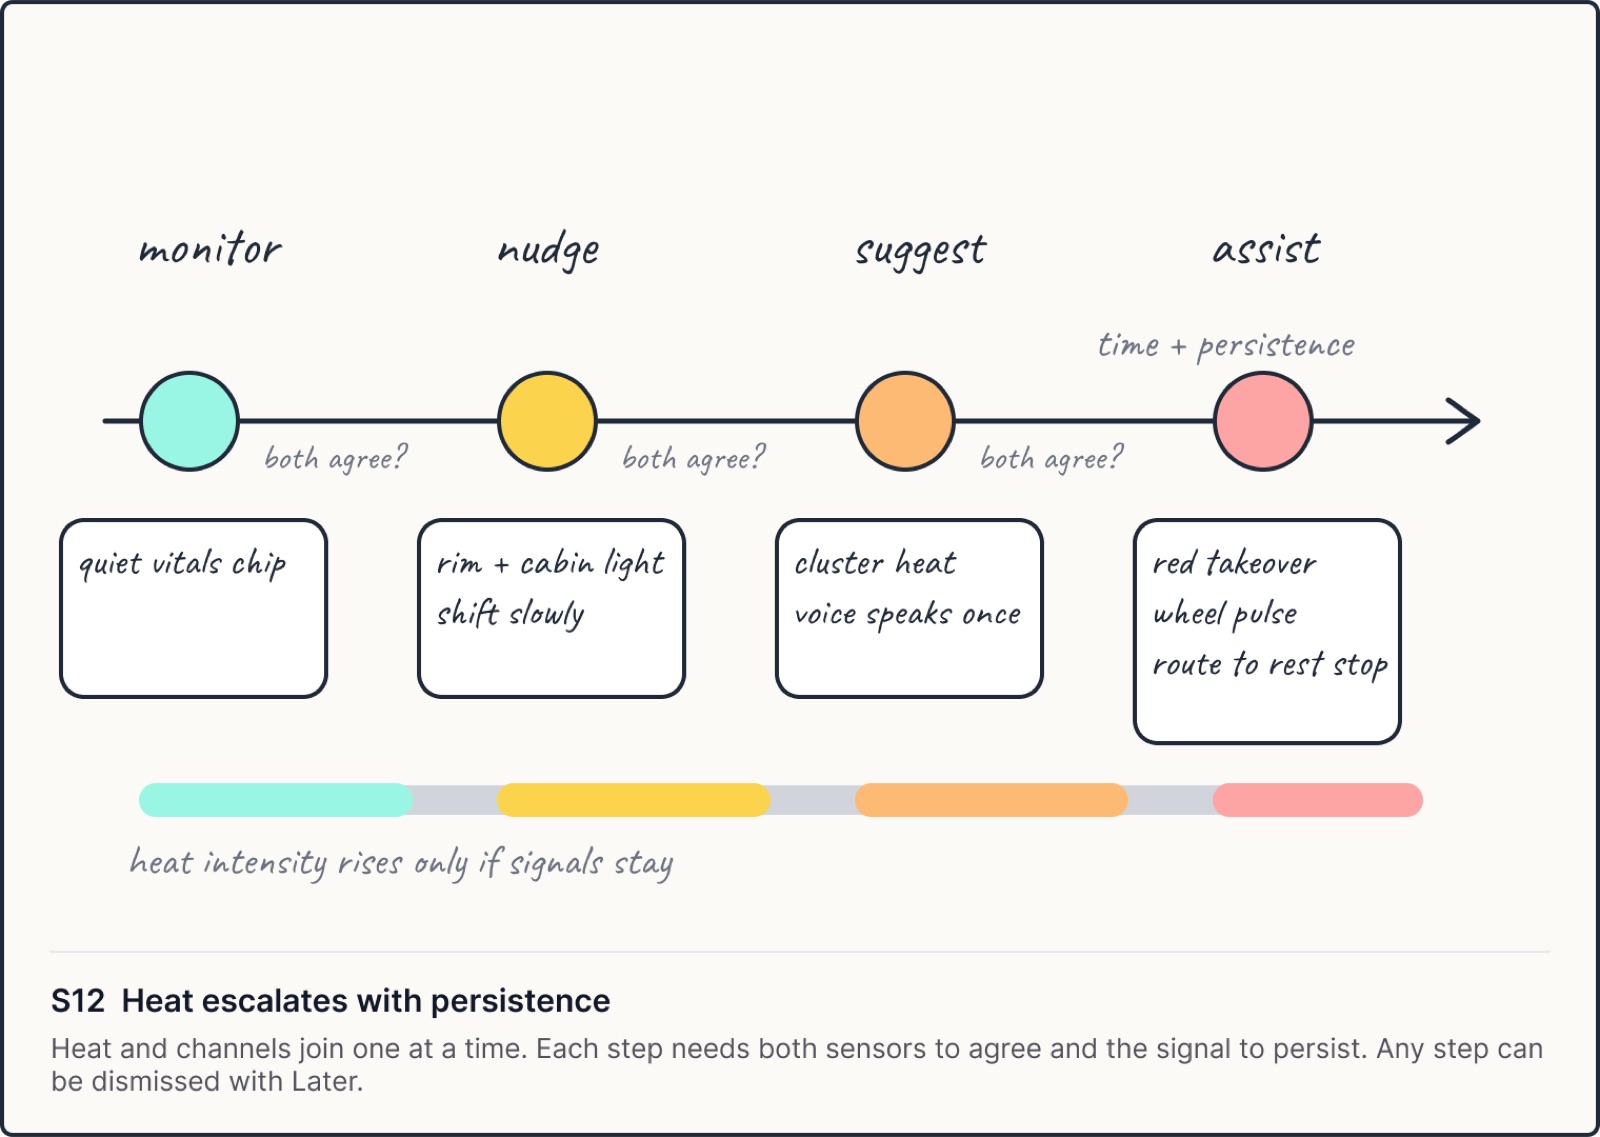 monitor
nudge
suggest
assist
time + persistence
both agree?
both agree?
both agree?
quiet vitals chip
rim + cabin light
shift slowly
cluster heat
voice speaks once
red takeover
wheel pulse
route to rest stop
heat intensity rises only if signals stay
S12 Heat escalates with persistence
Heat and channels join one at a time. Each step needs both sensors to agree and the signal to persist. Any step can
be dismissed with Later.